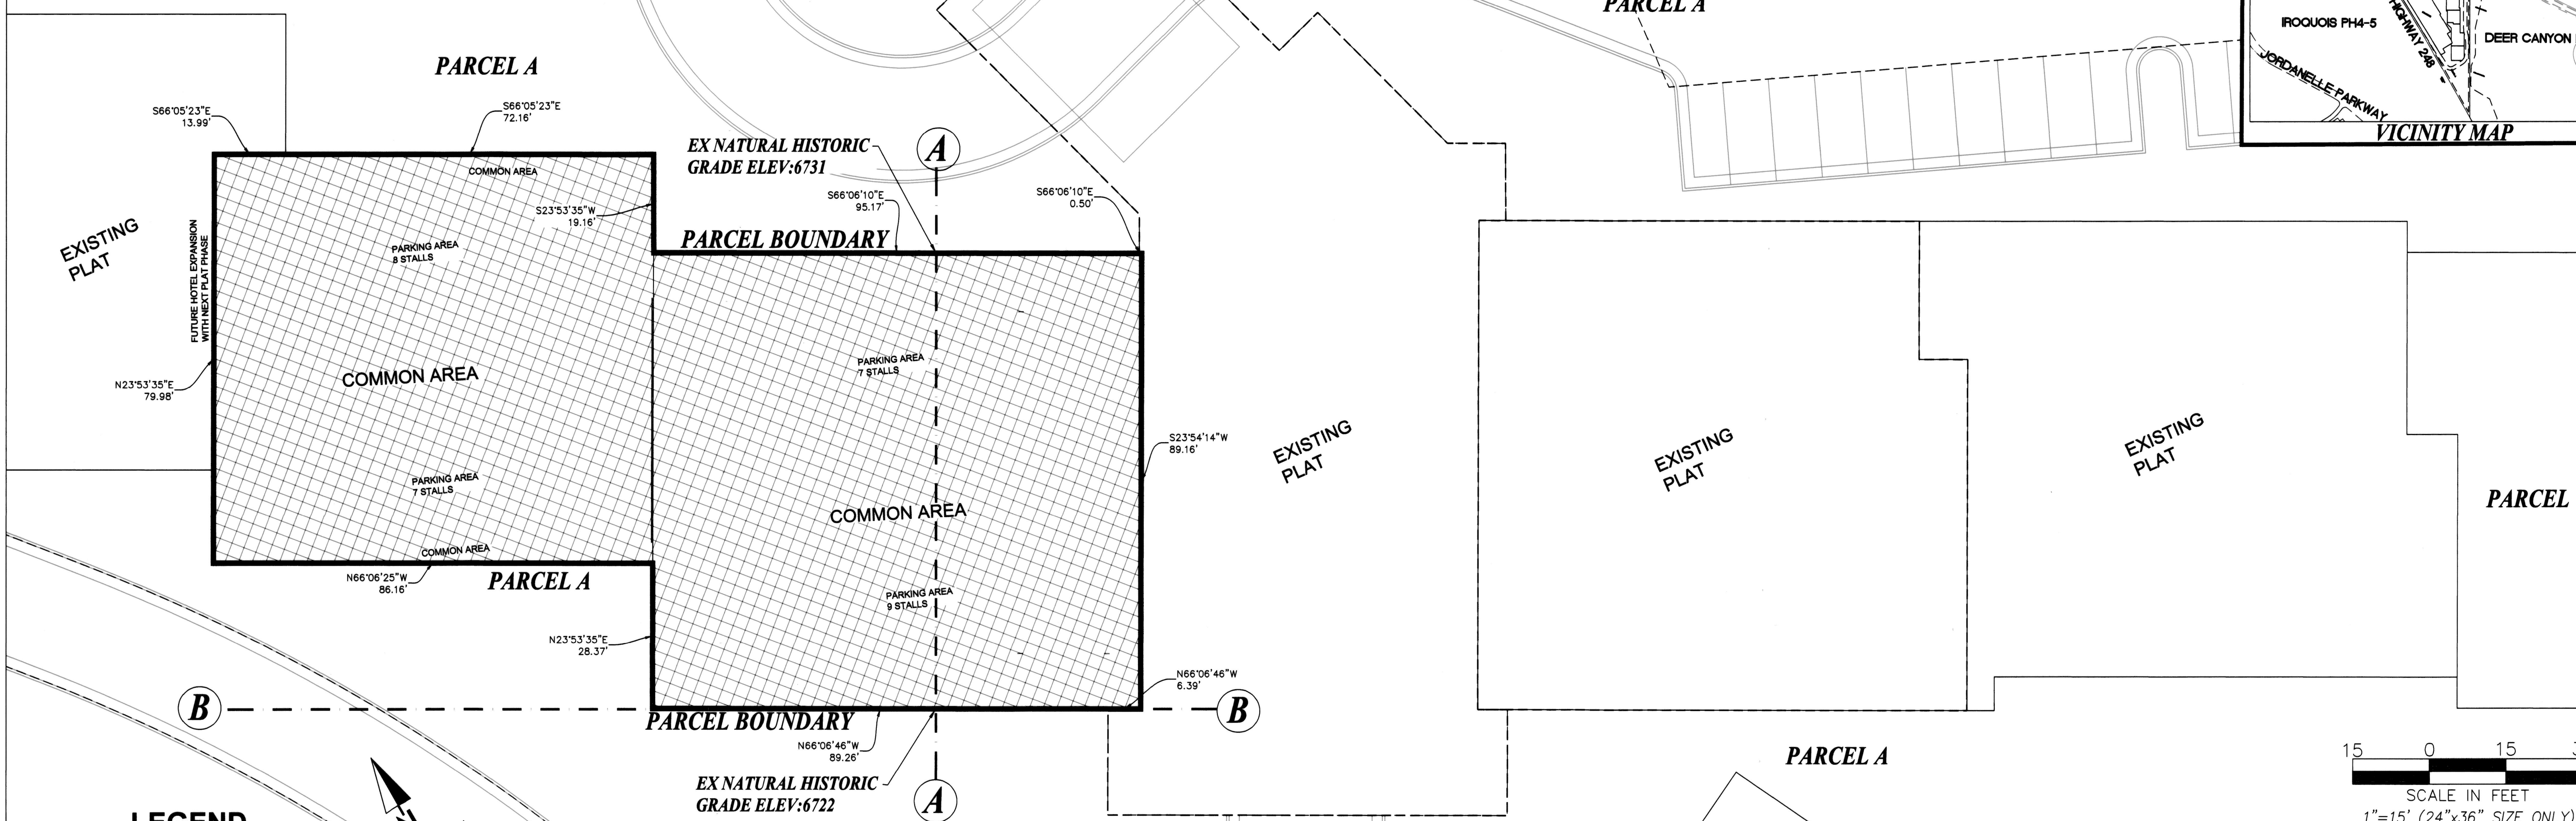 PARCEL A
PARCEL A
IROQUOIS PH4-5
HIGHWAY 248
DEER CANYON
JORDANELLE PARKWAY
VICINITY MAP
S66°05'23"E
13.99'
S66°05'23"E
72.16'
COMMON AREA
EX NATURAL HISTORIC
GRADE ELEV:6731
A
S23°53'35"W
19.16'
S66°06'10"E
95.17'
S66°06'10"E
0.50'
PARCEL BOUNDARY
EXISTING
PLAT
FUTURE HOTEL EXPANSION
WITH NEXT PLAT PHASE
PARKING AREA
8 STALLS
PARKING AREA
7 STALLS
COMMON AREA
N23°53'35"E
79.98'
PARKING AREA
7 STALLS
COMMON AREA
COMMON AREA
S23°54'14"W
89.16'
EXISTING
PLAT
EXISTING
PLAT
EXISTING
PLAT
PARCEL
N66°06'25"W
86.16'
PARCEL A
PARKING AREA
9 STALLS
N23°53'35"E
28.37'
N66°06'46"W
6.39'
B
B
PARCEL BOUNDARY
N66°06'46"W
89.26'
EX NATURAL HISTORIC
GRADE ELEV:6722
A
PARCEL A
LEGEND
15 0 15
SCALE IN FEET
1"=15' (24"x36" SIZE ONLY)